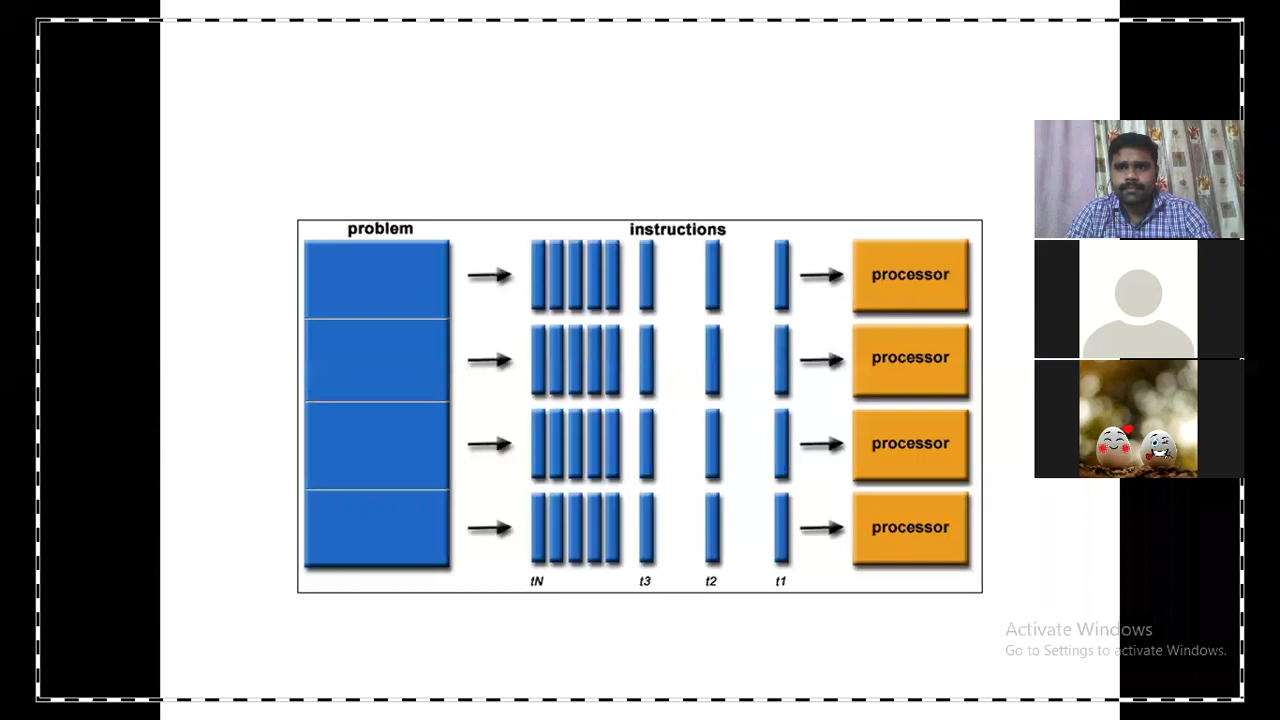 problem
instructions
processor
processor
processor
processor
tN
t3
t2
t1
Activate Windows
Go to Settings to activate Windows.